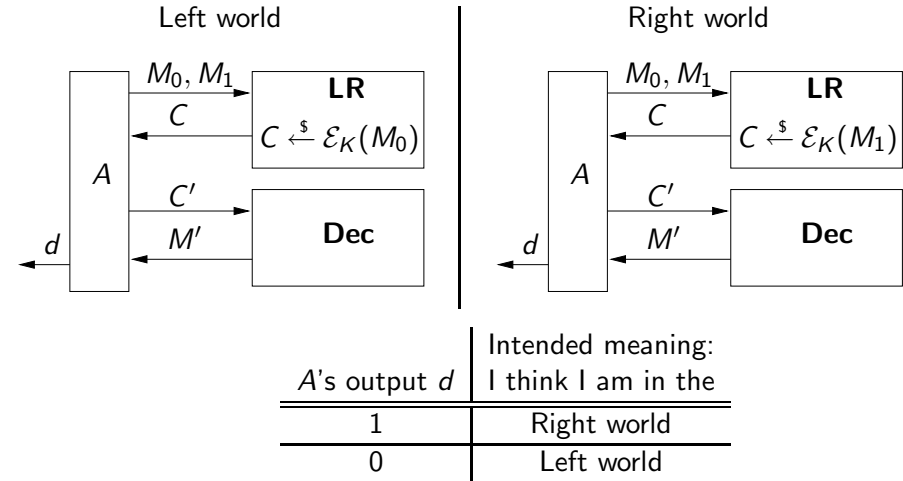 Left world
M₀, M₁
LR
C
C ←$ ℰ_K(M₀)
A
C′
Dec
M′
d
Right world
M₀, M₁
LR
C
C ←$ ℰ_K(M₁)
A
C′
Dec
M′
d
Intended meaning:
A's output d I think I am in the
1 Right world
0 Left world